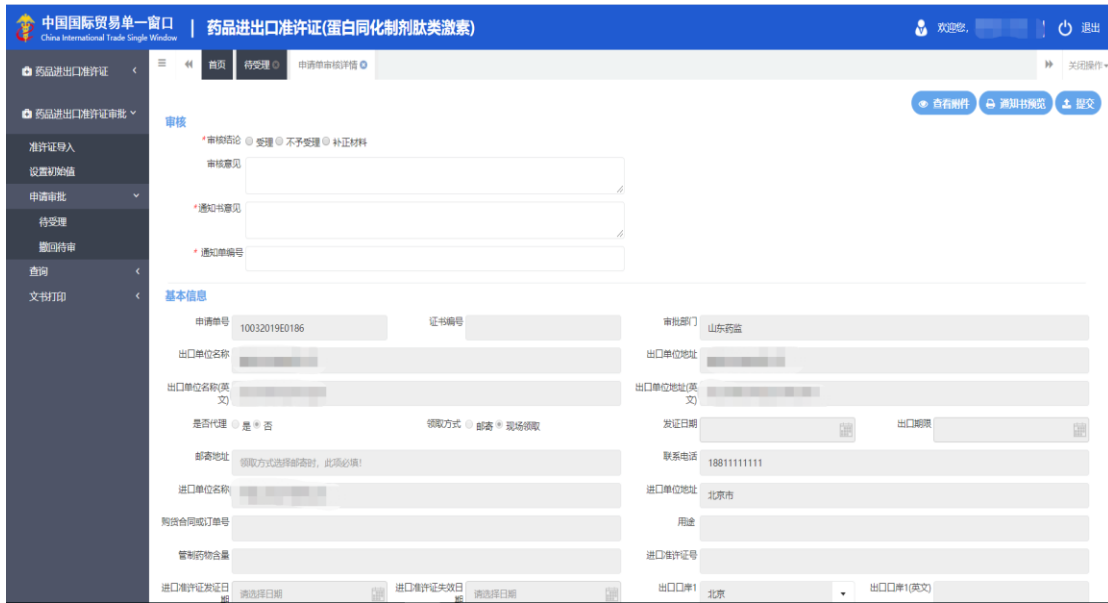 中国国际贸易单一窗口 | 药品进出口准许证(蛋白同化制剂肽类激素) 欢迎您, 退出
China International Trade Single Window
药品进出口准许证 首页 待受理 申请单审核详情 关闭操作
药品进出口准许证审批 查看附件 通知书预览 提交
准许证导入
设置初始值
申请审批
待受理
撤回待审
查询
文书打印
审核
*审核结论 受理 不予受理 补正材料
审核意见
*通知书意见
* 通知单编号
基本信息
申请单号 10032019E0186 证书编号 审批部门 山东药监
出口单位名称 出口单位地址
出口单位名称(英文) 出口单位地址(英文)
是否代理 是 否 领取方式 邮寄 现场领取 发证日期 出口期限
邮寄地址 领取方式选择邮寄时，此项必填! 联系电话 18811111111
进口单位名称 进口单位地址 北京市
购货合同或订单号 用途
管制药物含量 进口准许证号
进口准许证发证日期 请选择日期 进口准许证失效日期 请选择日期 出口口岸1 北京 出口口岸1(英文)